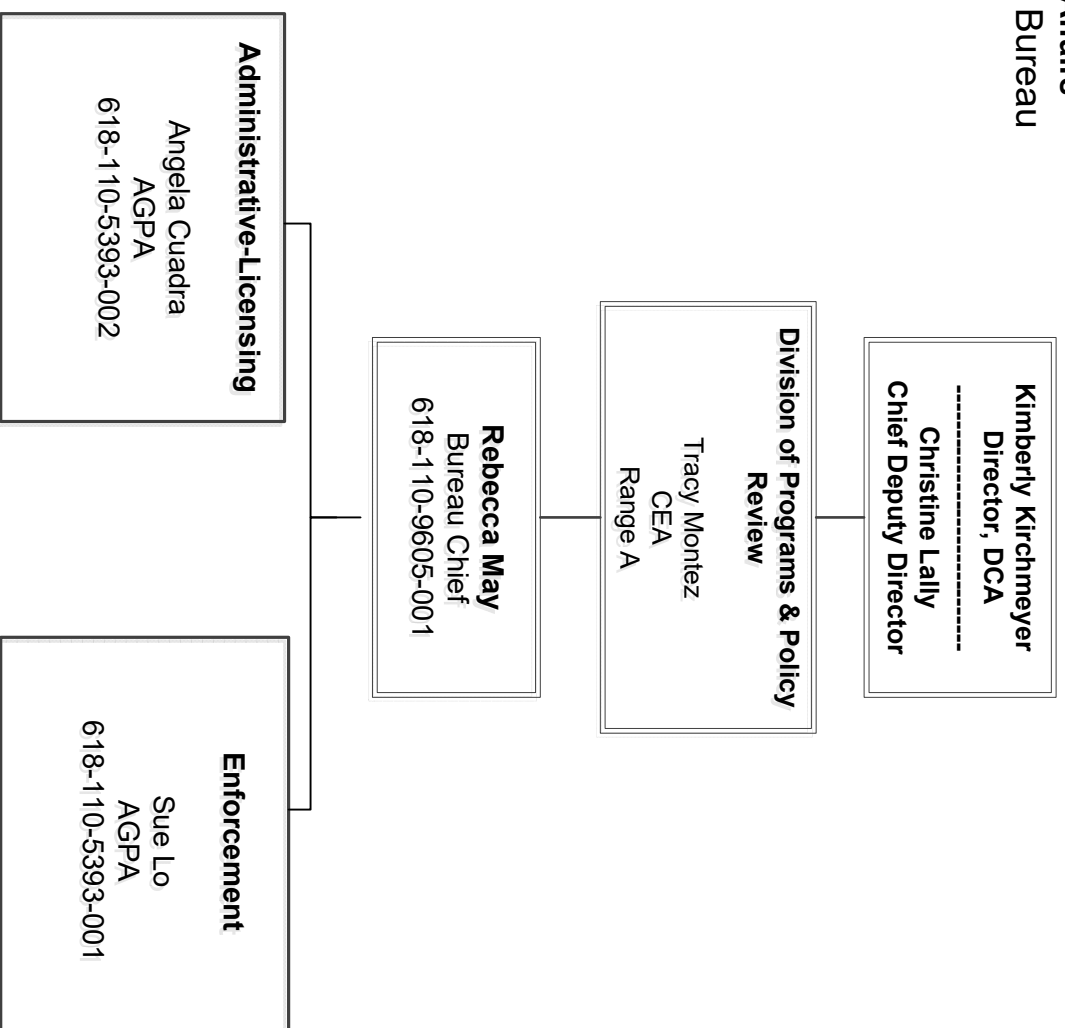 Bureau
Kimberly Kirchmeyer
Director, DCA
------------------------------
Christine Lally
Chief Deputy Director
Division of Programs & Policy
Review
Tracy Montez
CEA
Range A
Rebecca May
Bureau Chief
618-110-9605-001
Administrative-Licensing
Angela Cuadra
AGPA
618-110-5393-002
Enforcement
Sue Lo
AGPA
618-110-5393-001